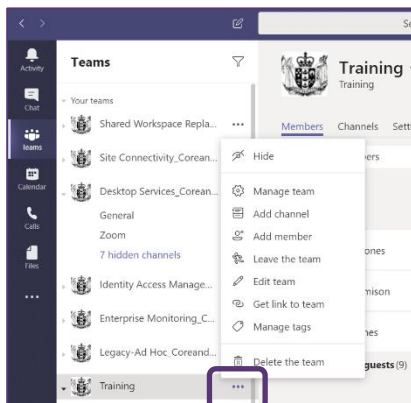 Se
Activity
Chat
Teams
Calendar
Calls
Files
Teams
Your teams
Shared Workspace Repla...
Site Connectivity_Corean...
Desktop Services_Corean...
General
Zoom
7 hidden channels
Identity Access Manage...
Enterprise Monitoring_C...
Legacy-Ad Hoc_Coreand...
Training
Hide
Manage team
Add channel
Add member
Leave the team
Edit team
Get link to team
Manage tags
Delete the team
Training
Training
Members Channels Sett
bers
ones
mison
nes
guests (9)